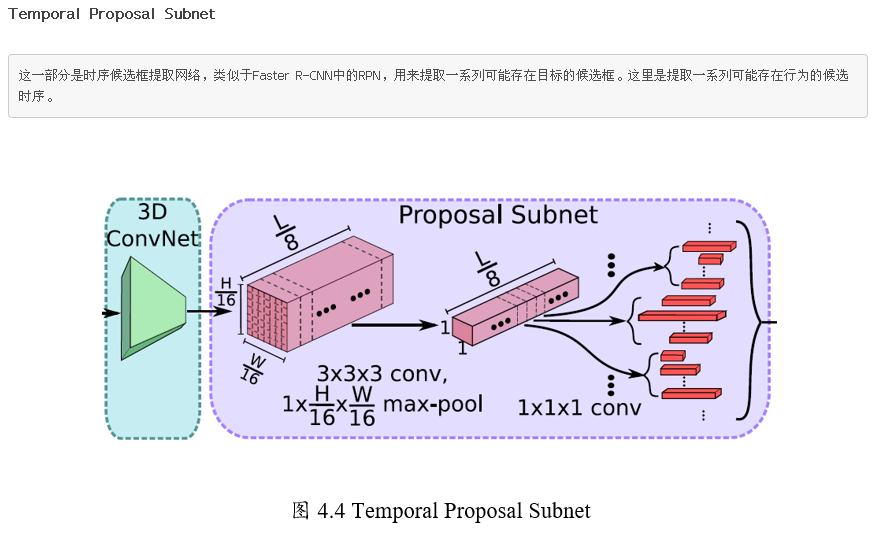 Temporal Proposal Subnet
这一部分是时序候选框提取网络，类似于Faster R-CNN中的RPN，用来提取一系列可能存在目标的候选框。这里是提取一系列可能存在行为的候选
时序。
3D
ConvNet
Proposal Subnet
L/8
H/16
W/16
L/8
1
1
3x3x3 conv,
1x H/16 x W/16 max-pool
1x1x1 conv
图 4.4 Temporal Proposal Subnet